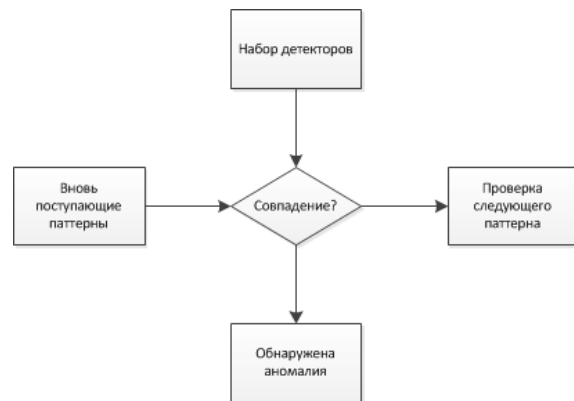 Набор детекторов
Вновь
поступающие
паттерны
Совпадение?
Проверка
следующего
паттерна
Обнаружена
аномалия